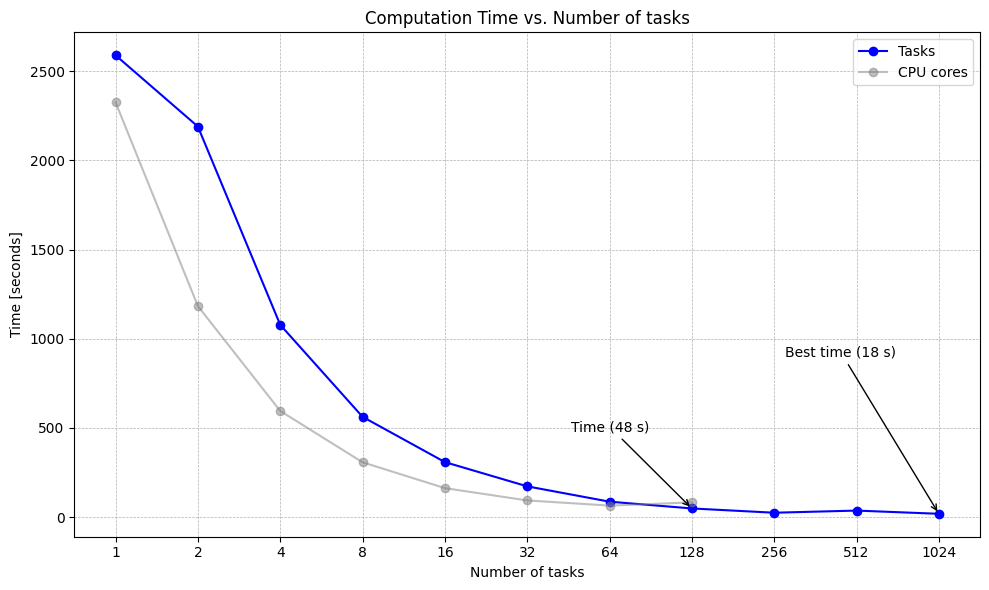 Computation Time vs. Number of tasks
Tasks
CPU cores
Time [seconds]
2500
2000
1500
1000
500
0
Best time (18 s)
Time (48 s)
1 2 4 8 16 32 64 128 256 512 1024
Number of tasks